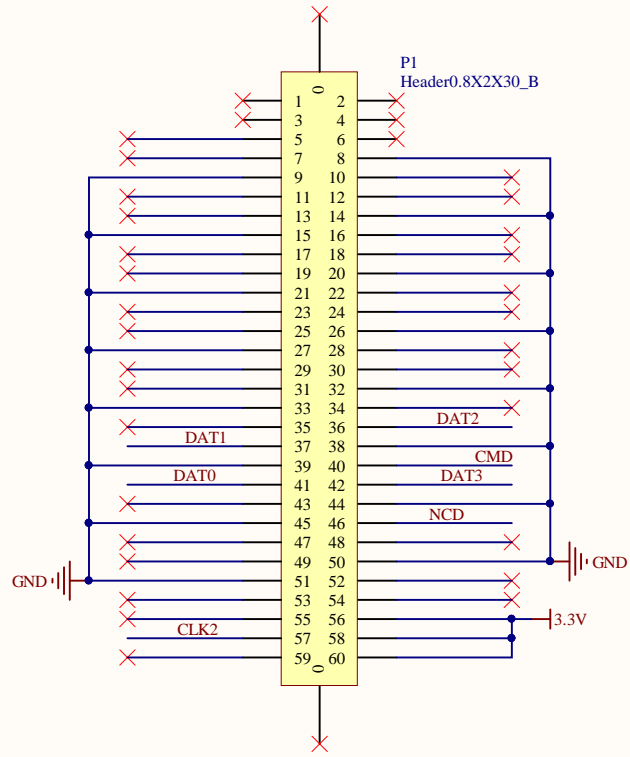 P1
Header0.8X2X30_B
0
1 2
3 4
5 6
7 8
9 10
11 12
13 14
15 16
17 18
19 20
21 22
23 24
25 26
27 28
29 30
31 32
33 34
35 36 DAT2
DAT1 37 38
39 40 CMD
DAT0 41 42 DAT3
43 44
45 46 NCD
47 48
49 50 GND
GND 51 52
53 54
55 56 3.3V
CLK2 57 58
59 60
0